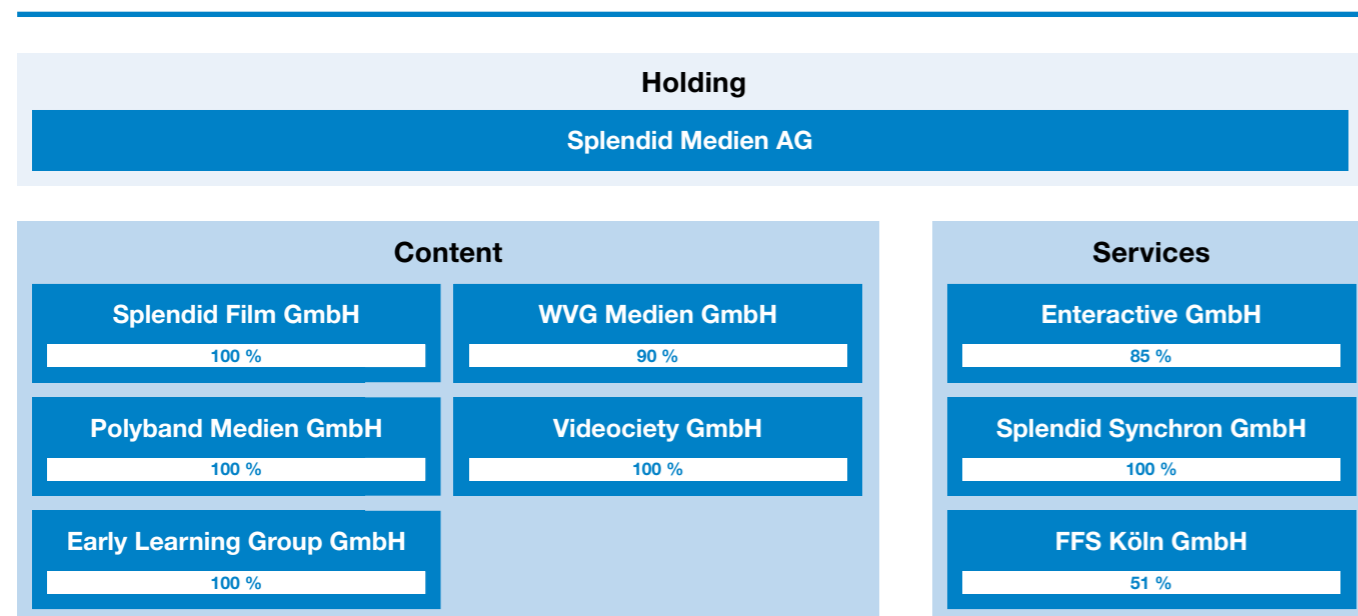 Holding
Splendid Medien AG
Content
Splendid Film GmbH
100 %
WVG Medien GmbH
90 %
Polyband Medien GmbH
100 %
Videociety GmbH
100 %
Early Learning Group GmbH
100 %
Services
Enteractive GmbH
85 %
Splendid Synchron GmbH
100 %
FFS Köln GmbH
51 %